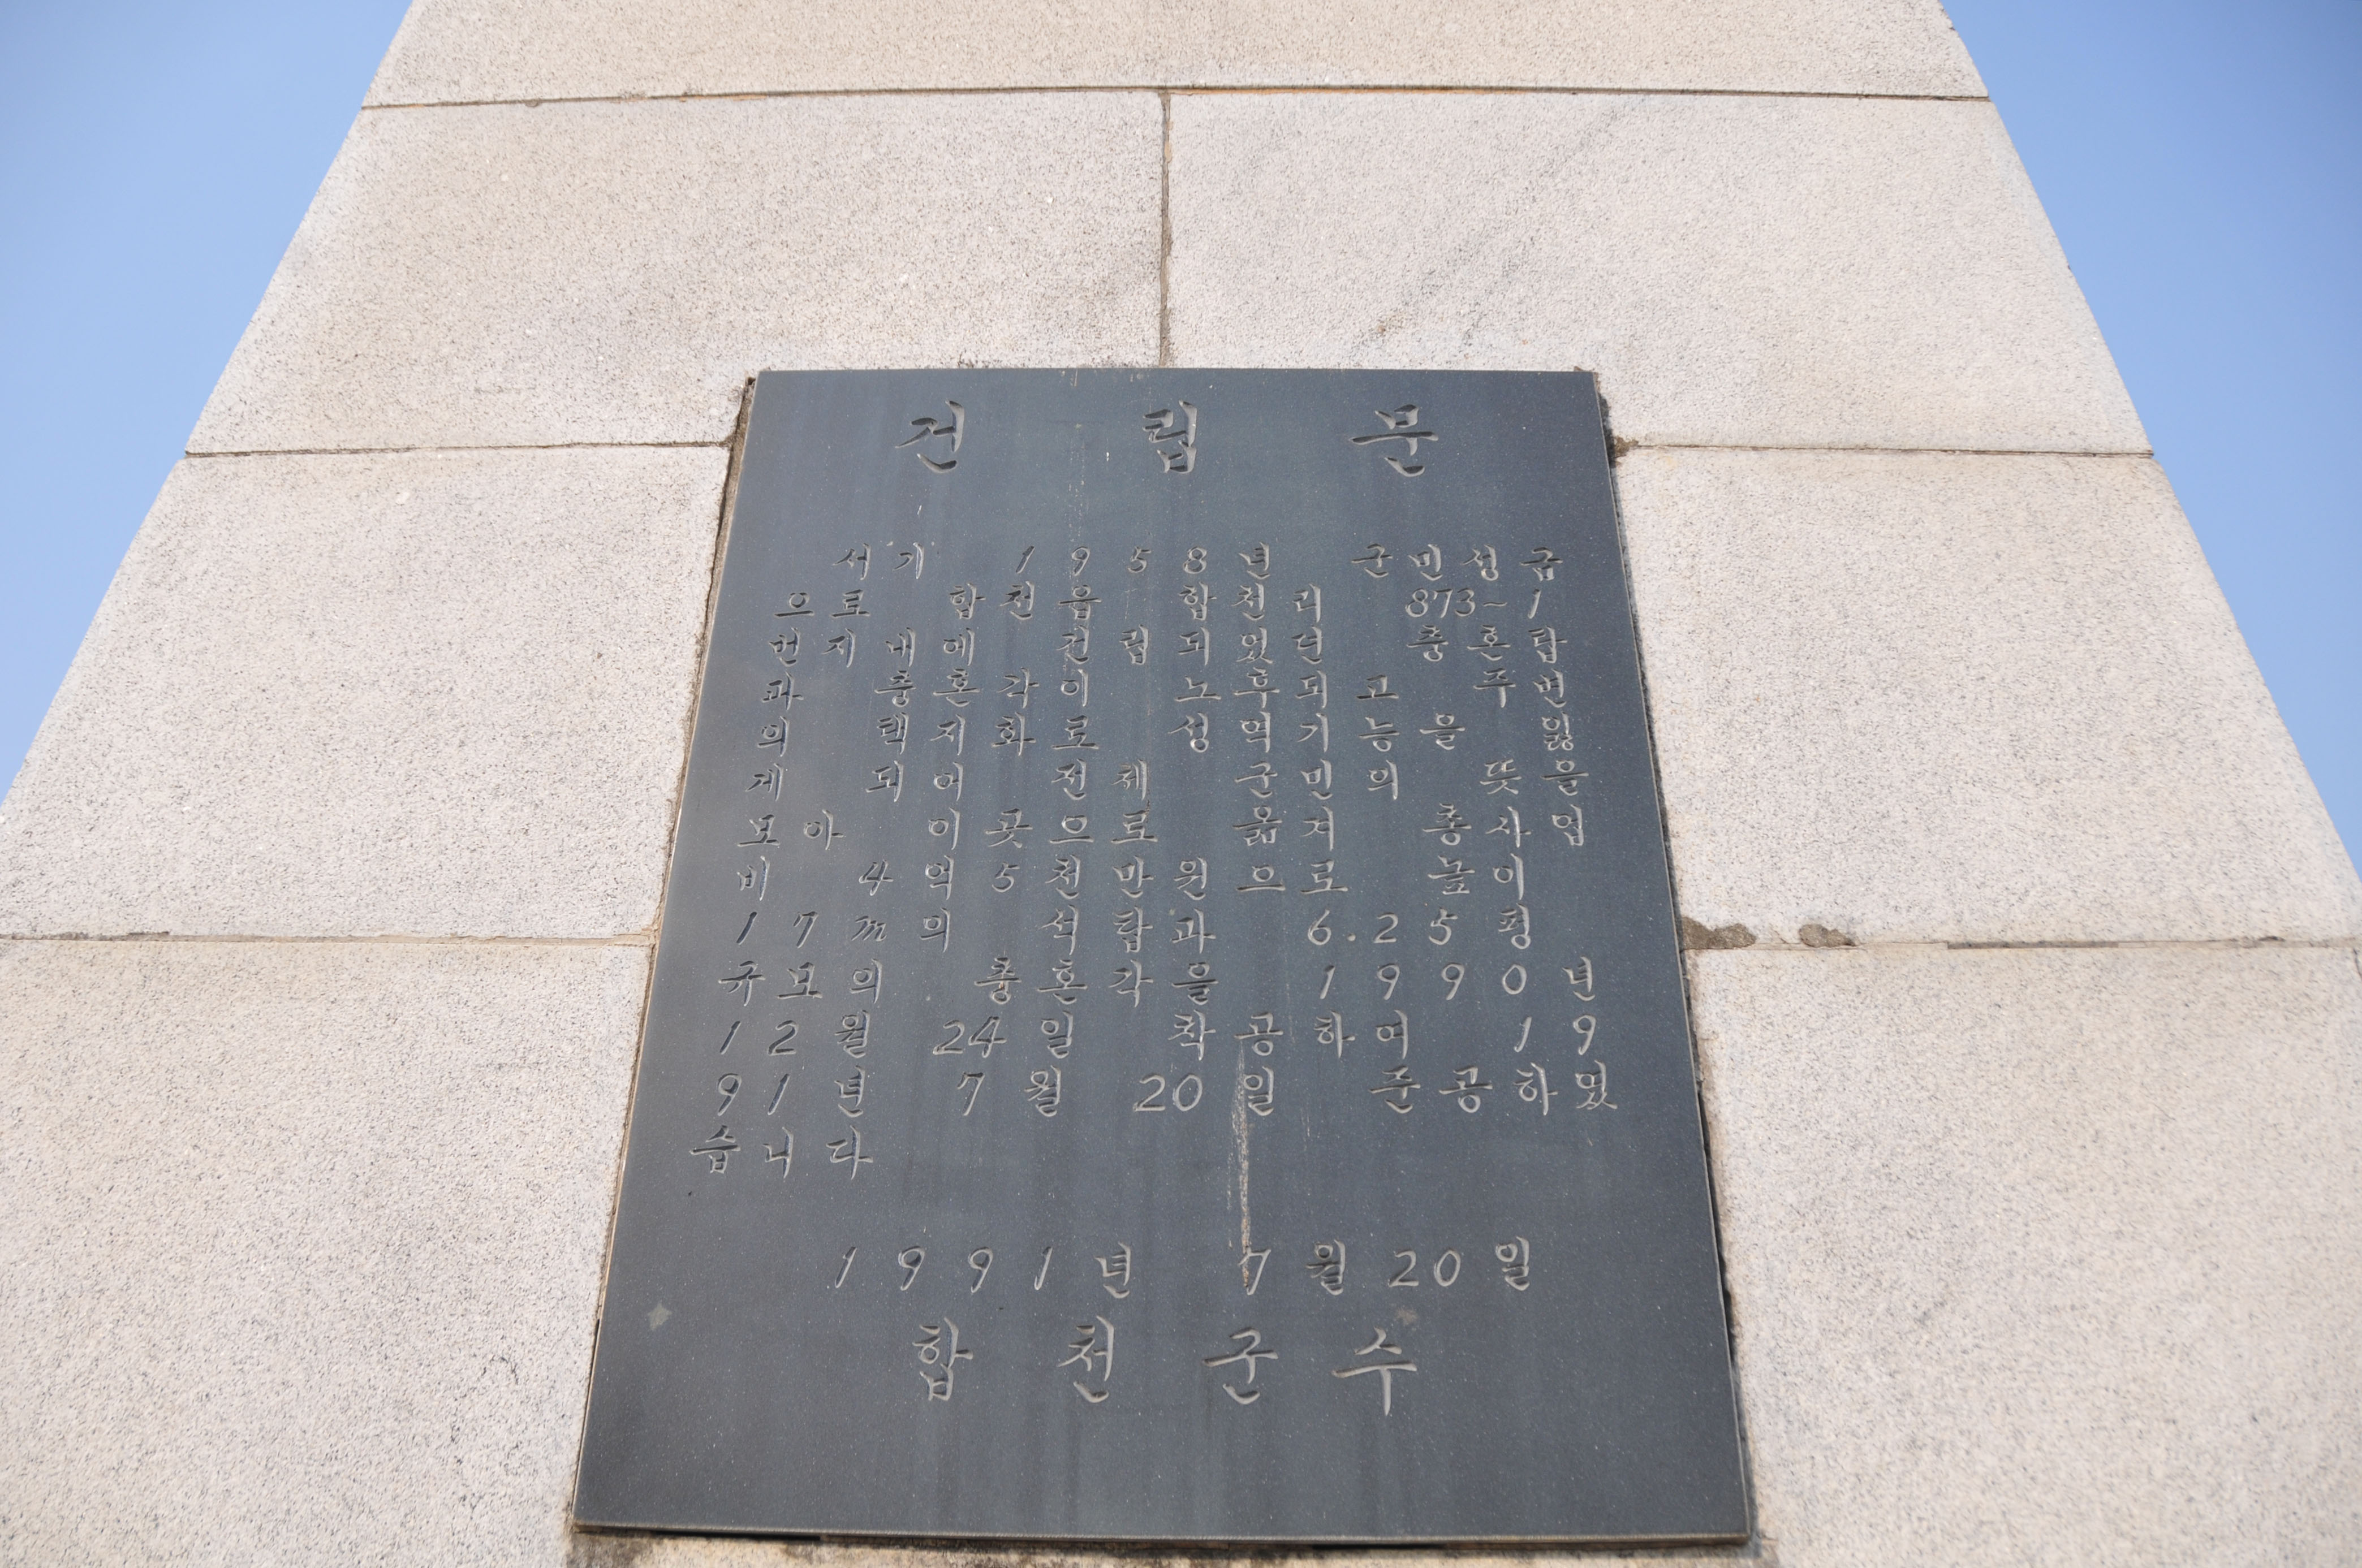 건 립 문
서기 1958년 군민성금
으로 합천읍 합천리 873~1
번지내에 건립되었던 충혼탑
과 충혼각이 노후되고 주변
의 택지화로 성역기능을 잃
게되어 전체 군민의 뜻을
모아 이곳으로 옮겨 총사업
비 4억5천만원으로 높이
17m의 석탑과 6.25평
규모의 충혼각을 1990년
12월 24일 착공하여 19
91년 7월 20일 준공하였
습니다
1991년 7월 20일
합천군수